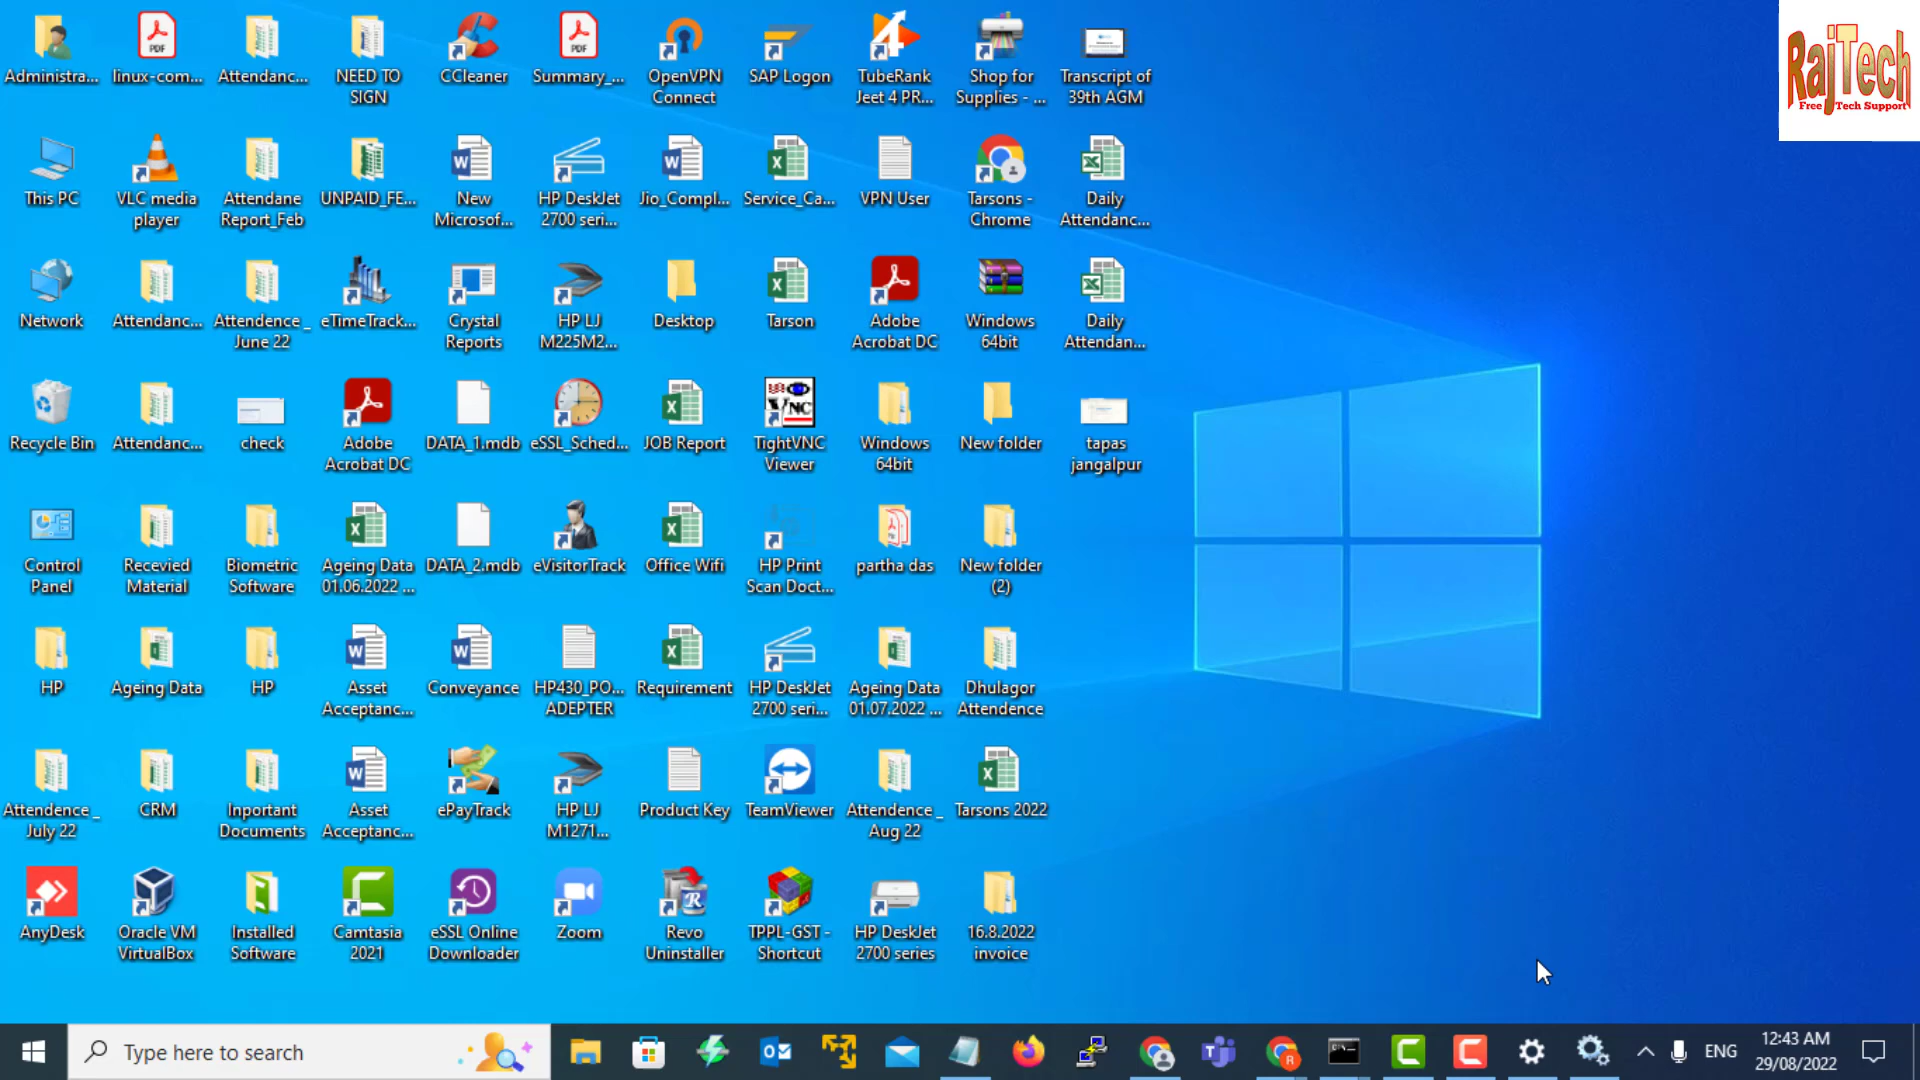 Administra...
linux-com...
Attendanc...
NEED TO
SIGN
CCleaner
Summary_...
OpenVPN
Connect
SAP Logon
TubeRank
Jeet 4 PR...
Shop for
Supplies - ...
Transcript of
39th AGM
RajTech
Free Tech Support
This PC
VLC media
player
Attendane
Report_Feb
UNPAID_FE...
New
Microsof...
HP DeskJet
2700 seri...
Jio_Compl...
Service_Ca...
VPN User
Tarsons -
Chrome
Daily
Attendanc...
Network
Attendanc...
Attendence_
June 22
eTimeTrack...
Crystal
Reports
HP LJ
M225M2...
Desktop
Tarson
Adobe
Acrobat DC
Windows
64bit
Daily
Attendan...
Recycle Bin
Attendanc...
check
Adobe
Acrobat DC
DATA_1.mdb
eSSL_Sched...
JOB Report
TightVNC
Viewer
Windows
64bit
New folder
tapas
jangalpur
Control
Panel
Recevied
Material
Biometric
Software
Ageing Data
01.06.2022 ...
DATA_2.mdb
eVisitorTrack
Office Wifi
HP Print
Scan Doct...
partha das
New folder
(2)
HP
Ageing Data
HP
Asset
Acceptanc...
Conveyance
HP430_PO...
ADEPTER
Requirement
HP DeskJet
2700 seri...
Ageing Data
01.07.2022 ...
Dhulagor
Attendence
Attendence_
July 22
CRM
Inportant
Documents
Asset
Acceptanc...
ePayTrack
HP LJ
M1271...
Product Key
TeamViewer
Attendence_
Aug 22
Tarsons 2022
AnyDesk
Oracle VM
VirtualBox
Installed
Software
Camtasia
2021
eSSL Online
Downloader
Zoom
Revo
Uninstaller
TPPL-GST -
Shortcut
HP DeskJet
2700 series
16.8.2022
invoice
Type here to search
ENG
12:43 AM
29/08/2022